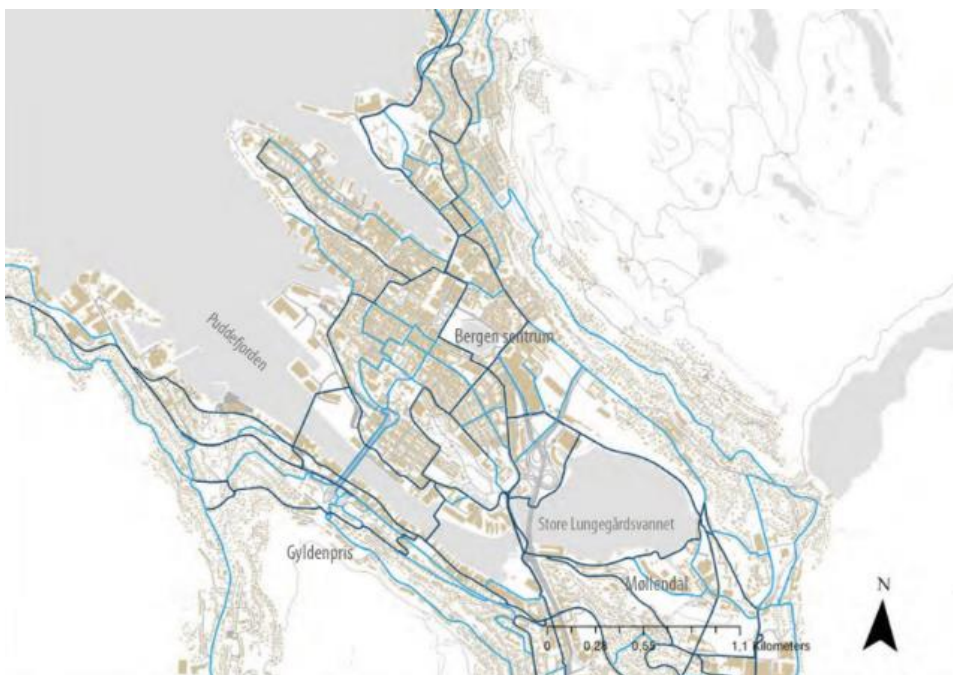 Puddefjorden
Bergen sentrum
Store Lungegårdsvannet
Gyldenpris
Møllendal
N
0 0.28 0.55 1.1 Kilometers